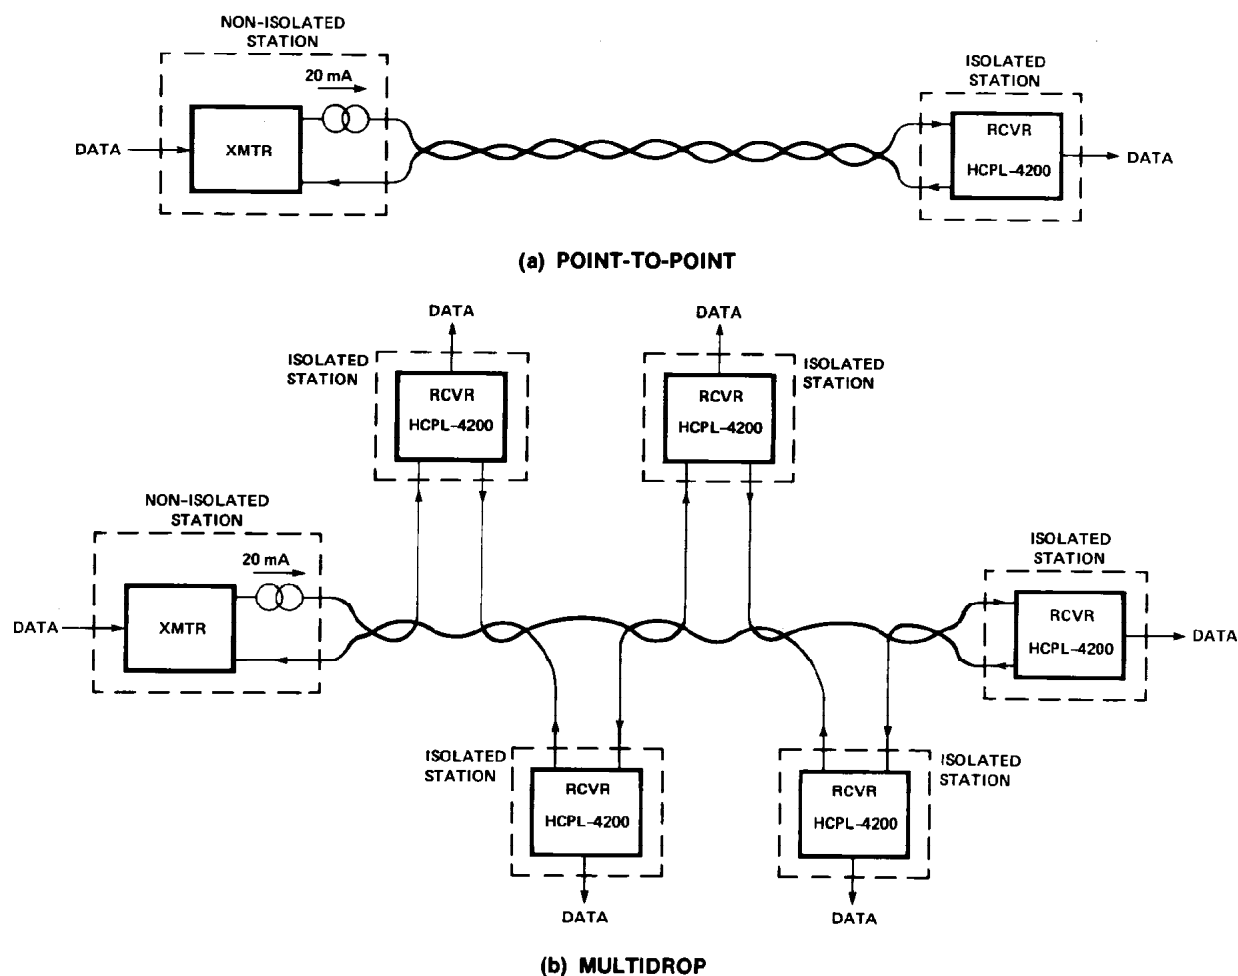 NON-ISOLATED
STATION
20 mA
XMTR
DATA
ISOLATED
STATION
RCVR
HCPL-4200
DATA
(a) POINT-TO-POINT
DATA
ISOLATED
STATION
RCVR
HCPL-4200
DATA
ISOLATED
STATION
RCVR
HCPL-4200
NON-ISOLATED
STATION
20 mA
XMTR
DATA
ISOLATED
STATION
RCVR
HCPL-4200
DATA
ISOLATED
STATION
RCVR
HCPL-4200
DATA
ISOLATED
STATION
RCVR
HCPL-4200
DATA
(b) MULTIDROP